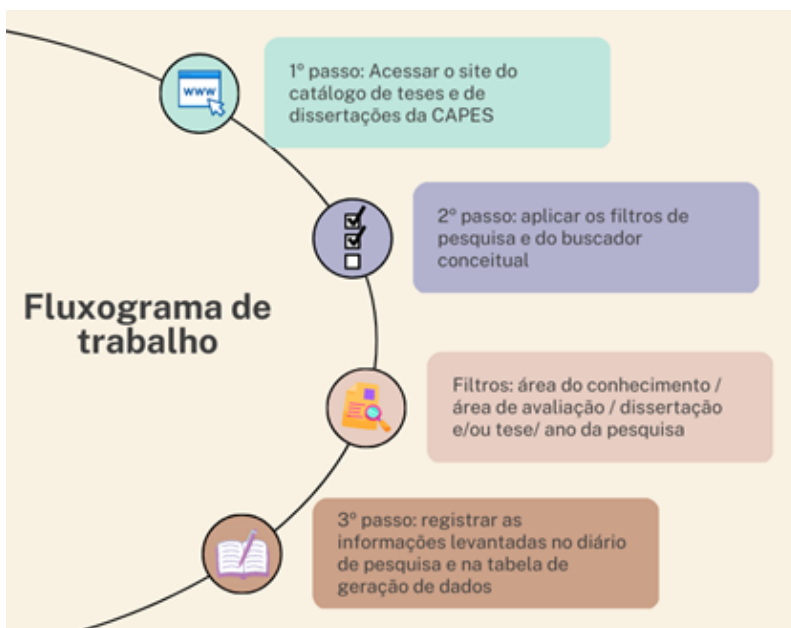 www
1º passo: Acessar o site do
catálogo de teses e de
dissertações da CAPES
2º passo: aplicar os filtros de
pesquisa e do buscador
conceitual
Fluxograma de
trabalho
Filtros: área do conhecimento /
área de avaliação / dissertação
e/ou tese/ ano da pesquisa
3º passo: registrar as
informações levantadas no diário
de pesquisa e na tabela de
geração de dados